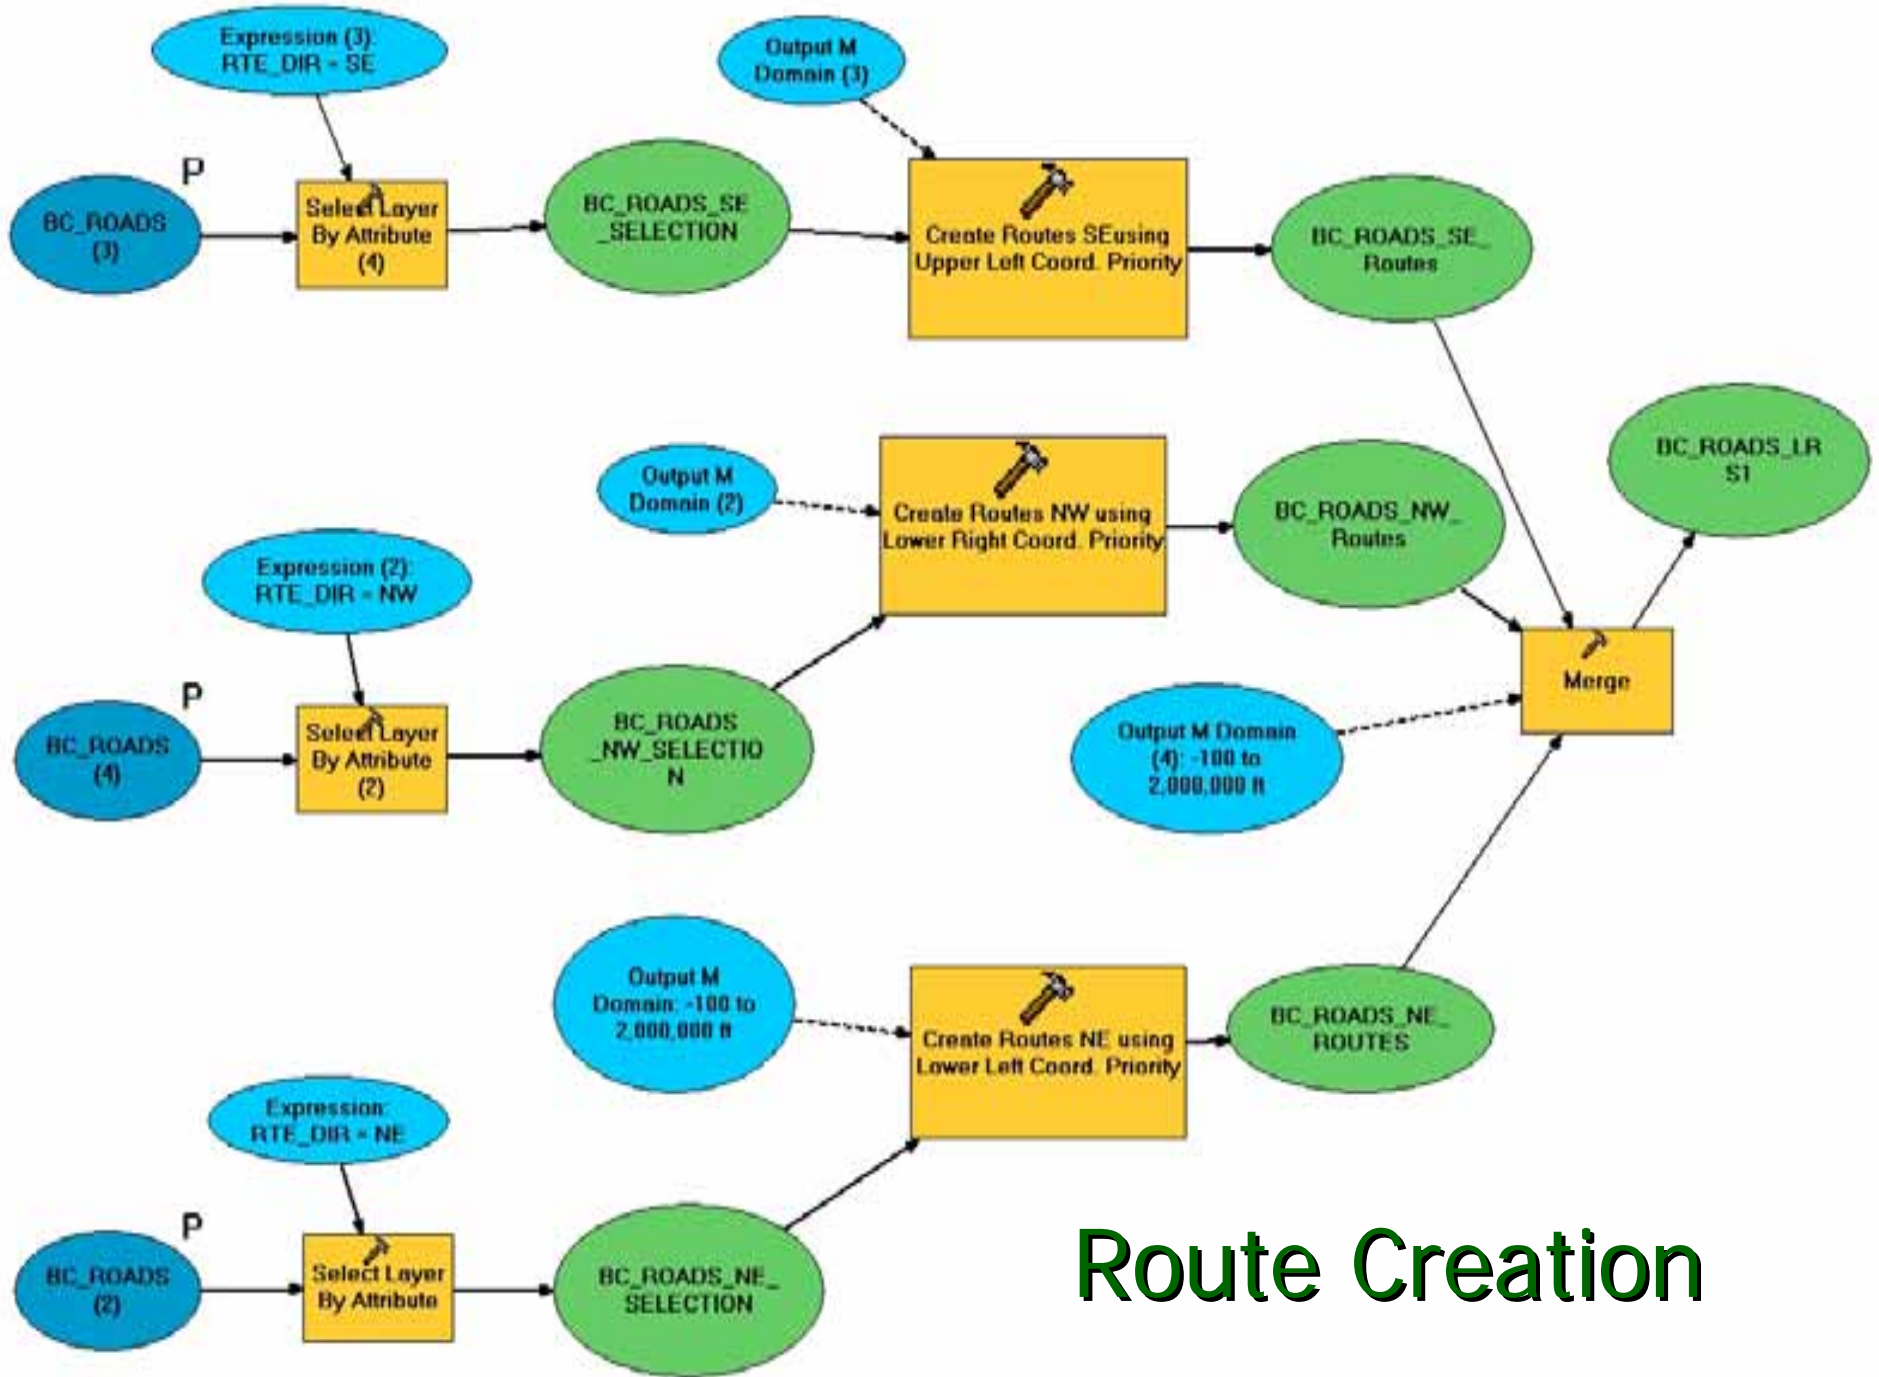 Expression (3):
RTE_DIR = SE
Output M
Domain (3)
P
BC_ROADS
(3)
Select Layer
By Attribute
(4)
BC_ROADS_SE
_SELECTION
Create Routes SEusing
Upper Left Coord. Priority
BC_ROADS_SE_
Routes
Output M
Domain (2)
Create Routes NW using
Lower Right Coord. Priority
BC_ROADS_NW_
Routes
BC_ROADS_LR
S1
Expression (2):
RTE_DIR = NW
P
BC_ROADS
(4)
Select Layer
By Attribute
(2)
BC_ROADS
_NW_SELECTIO
N
Output M Domain
(4): -100 to
2,000,000 ft
Merge
Output M
Domain: -100 to
2,000,000 ft
Create Routes NE using
Lower Left Coord. Priority
BC_ROADS_NE_
ROUTES
Expression:
RTE_DIR = NE
P
BC_ROADS
(2)
Select Layer
By Attribute
BC_ROADS_NE_
SELECTION
Route Creation